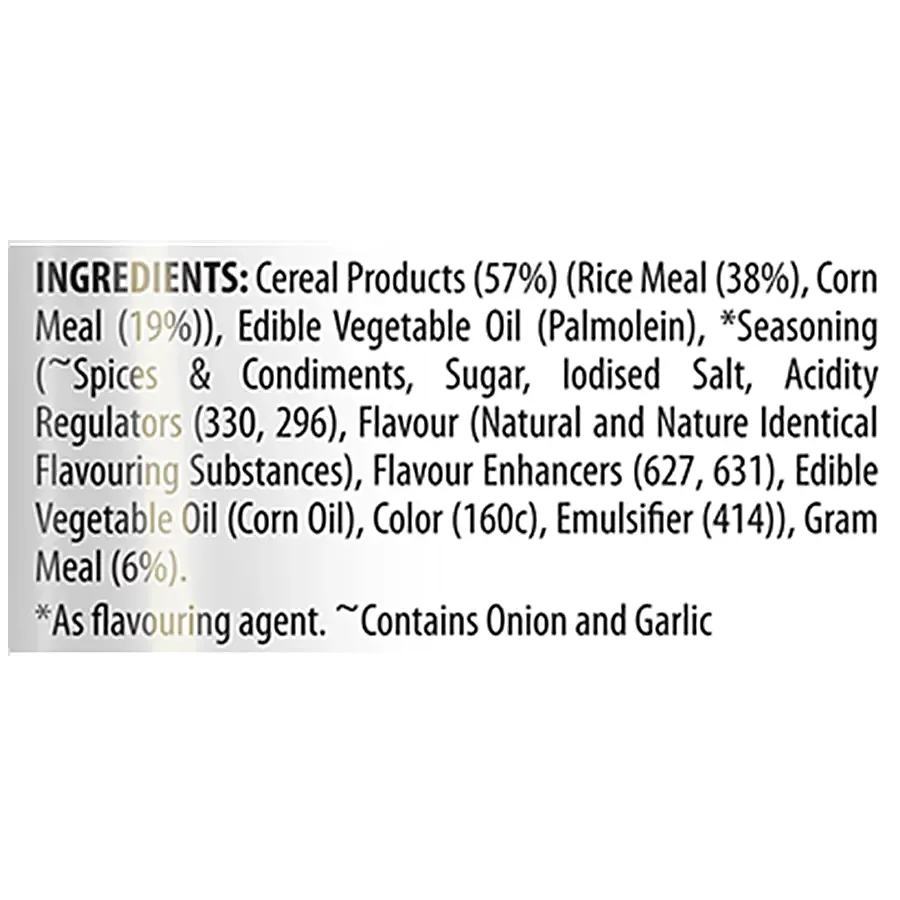 INGREDIENTS: Cereal Products (57%) (Rice Meal (38%), Corn
Meal (19%)), Edible Vegetable Oil (Palmolein), *Seasoning
(~Spices & Condiments, Sugar, Iodised Salt, Acidity
Regulators (330, 296), Flavour (Natural and Nature Identical
Flavouring Substances), Flavour Enhancers (627, 631), Edible
Vegetable Oil (Corn Oil), Color (160c), Emulsifier (414)), Gram
Meal (6%).
*As flavouring agent. ~Contains Onion and Garlic